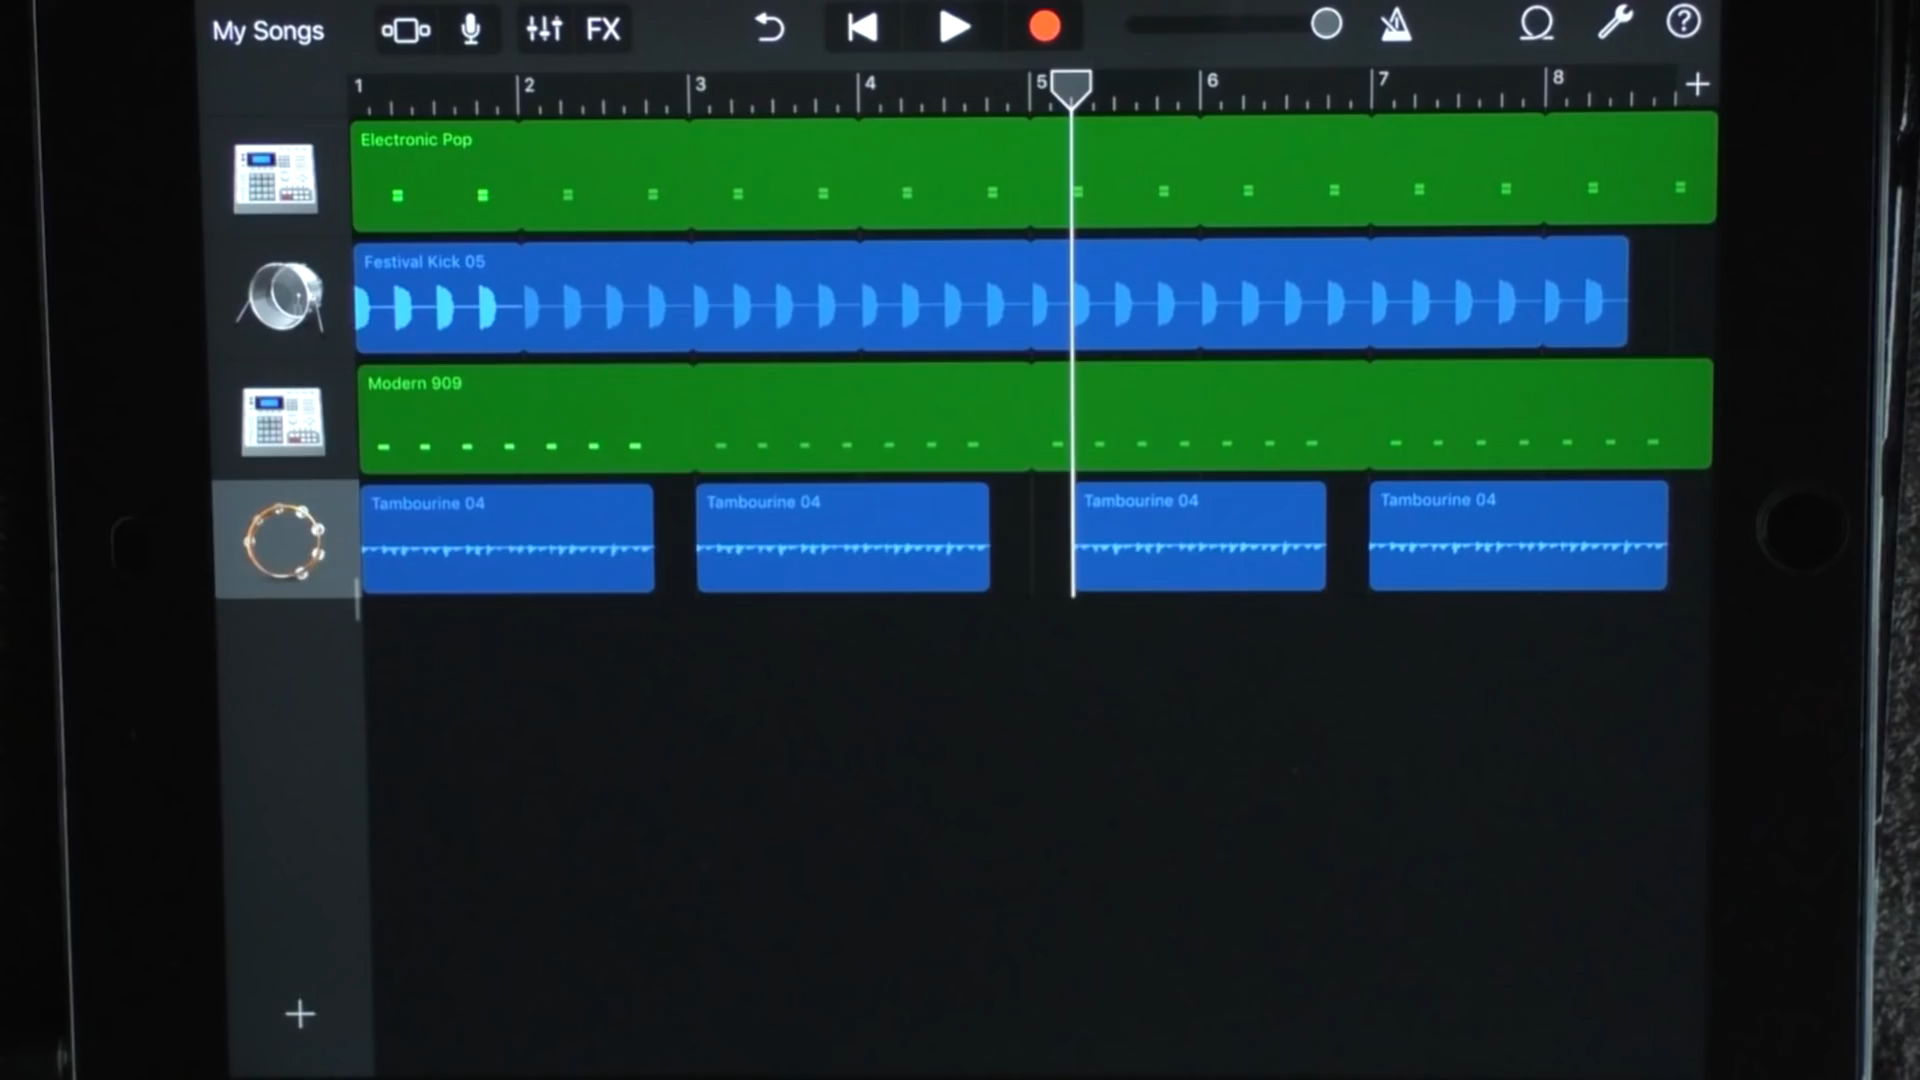 My Songs
FX
1 2 3 4 5 6 7 8
Electronic Pop
Festival Kick 05
Modern 909
Tambourine 04 Tambourine 04 Tambourine 04 Tambourine 04